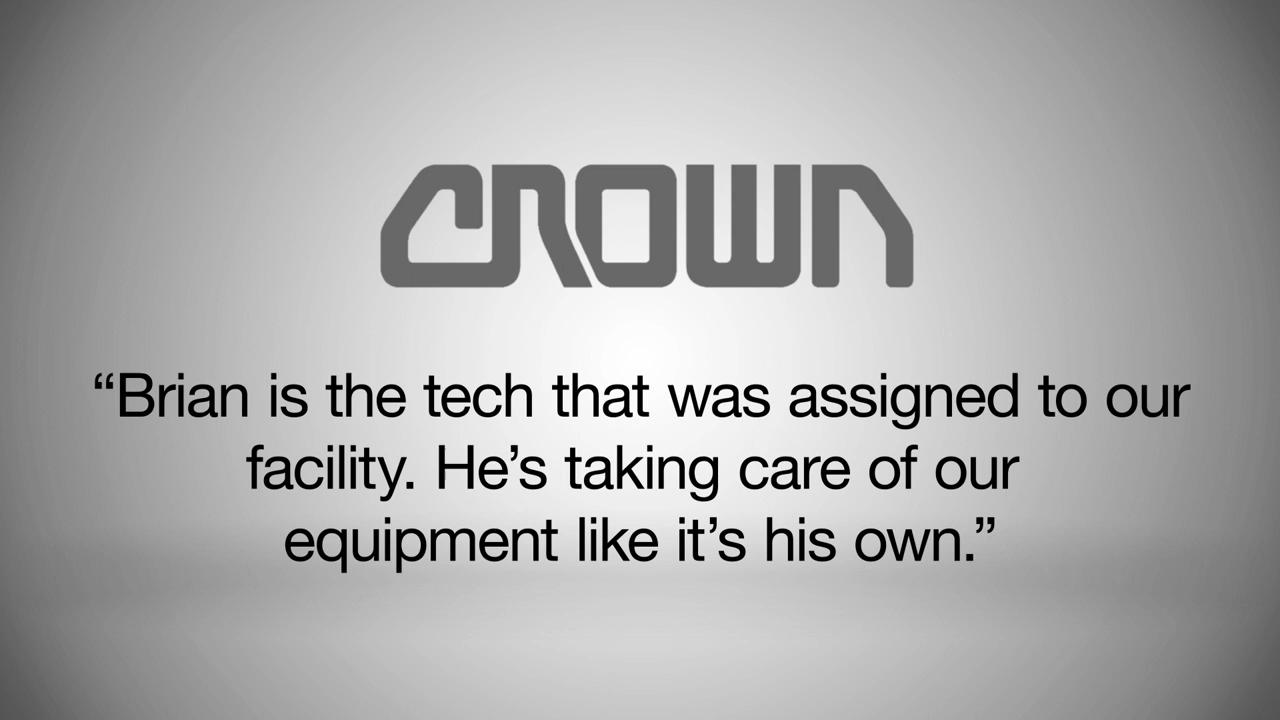 CROWN
“Brian is the tech that was assigned to our
facility. He’s taking care of our
equipment like it’s his own.”